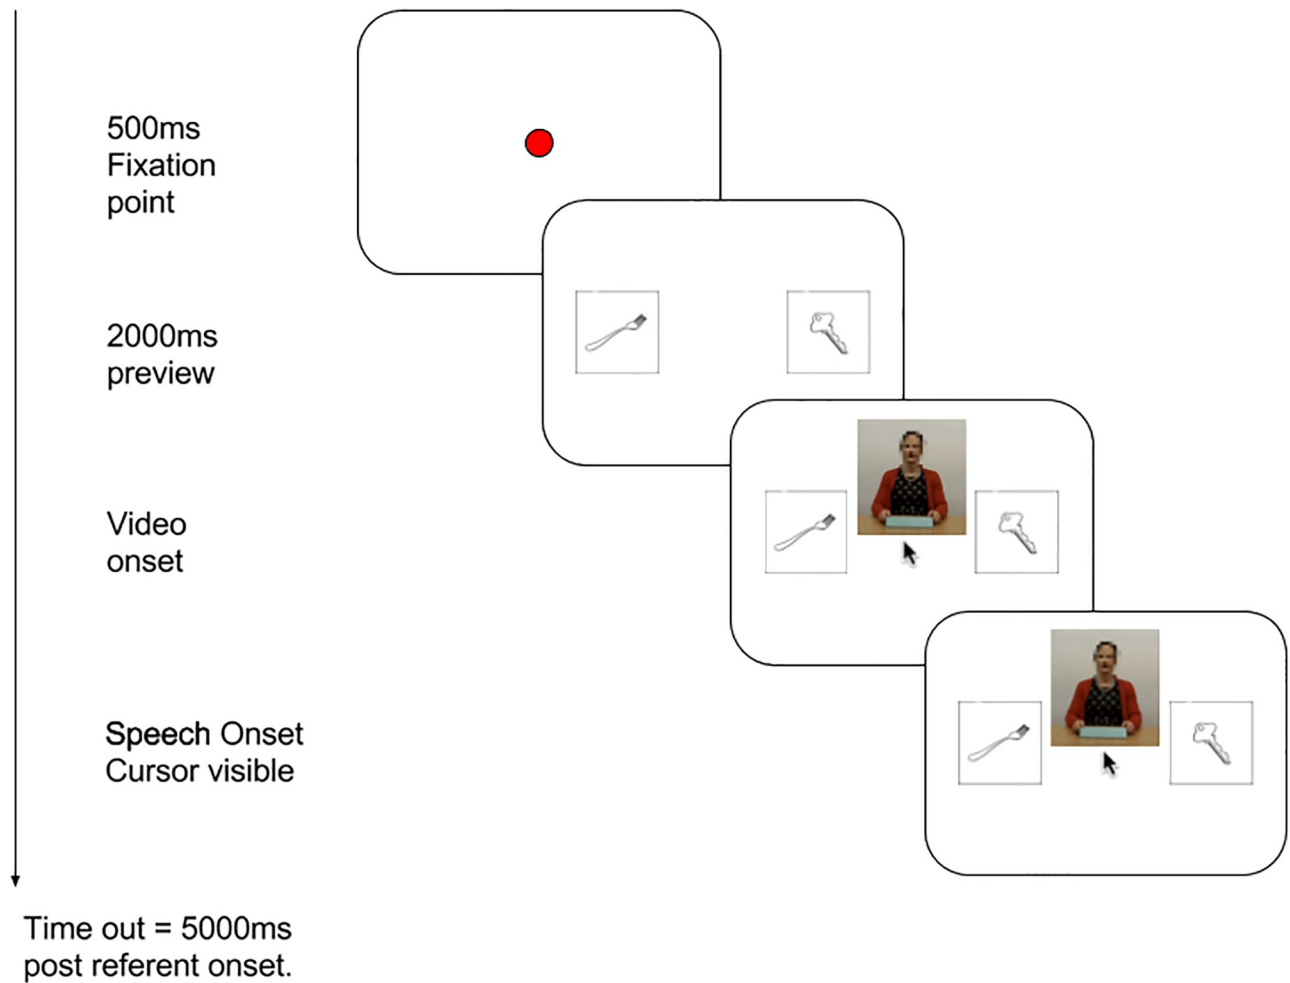 500ms
Fixation
point
2000ms
preview
Video
onset
Speech Onset
Cursor visible
Time out = 5000ms
post referent onset.